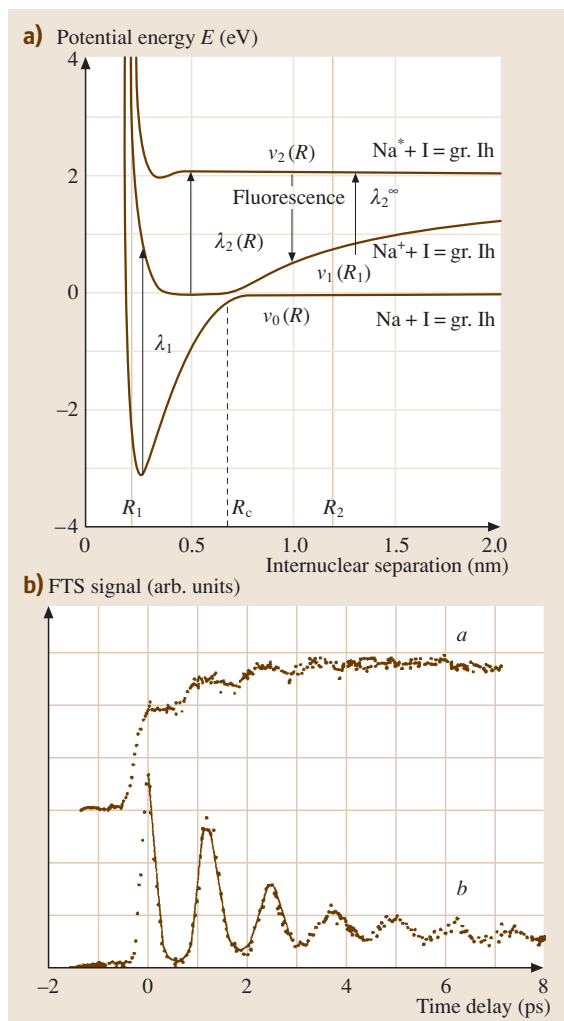 a) Potential energy E (eV)
4
2
0
−2
−4
v₂(R)
Na* + I = gr. Ih
Fluorescence
λ₂(R)
λ₂∞
Na⁺ + I = gr. Ih
v₁(R₁)
v₀(R)
Na + I = gr. Ih
λ₁
R₁
R_c
R₂
0
0.5
1.0
1.5
2.0
Internuclear separation (nm)
b) FTS signal (arb. units)
a
b
−2
0
2
4
6
8
Time delay (ps)